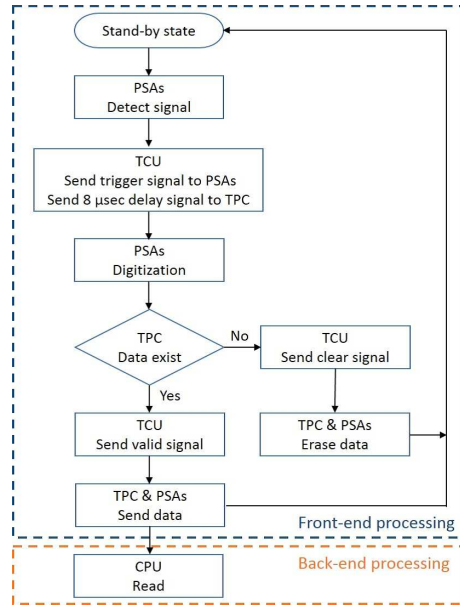 Stand-by state
PSAs
Detect signal
TCU
Send trigger signal to PSAs
Send 8 μsec delay signal to TPC
PSAs
Digitization
TPC
Data exist
No
TCU
Send clear signal
Yes
TCU
Send valid signal
TPC & PSAs
Erase data
TPC & PSAs
Send data
Front-end processing
CPU
Read
Back-end processing